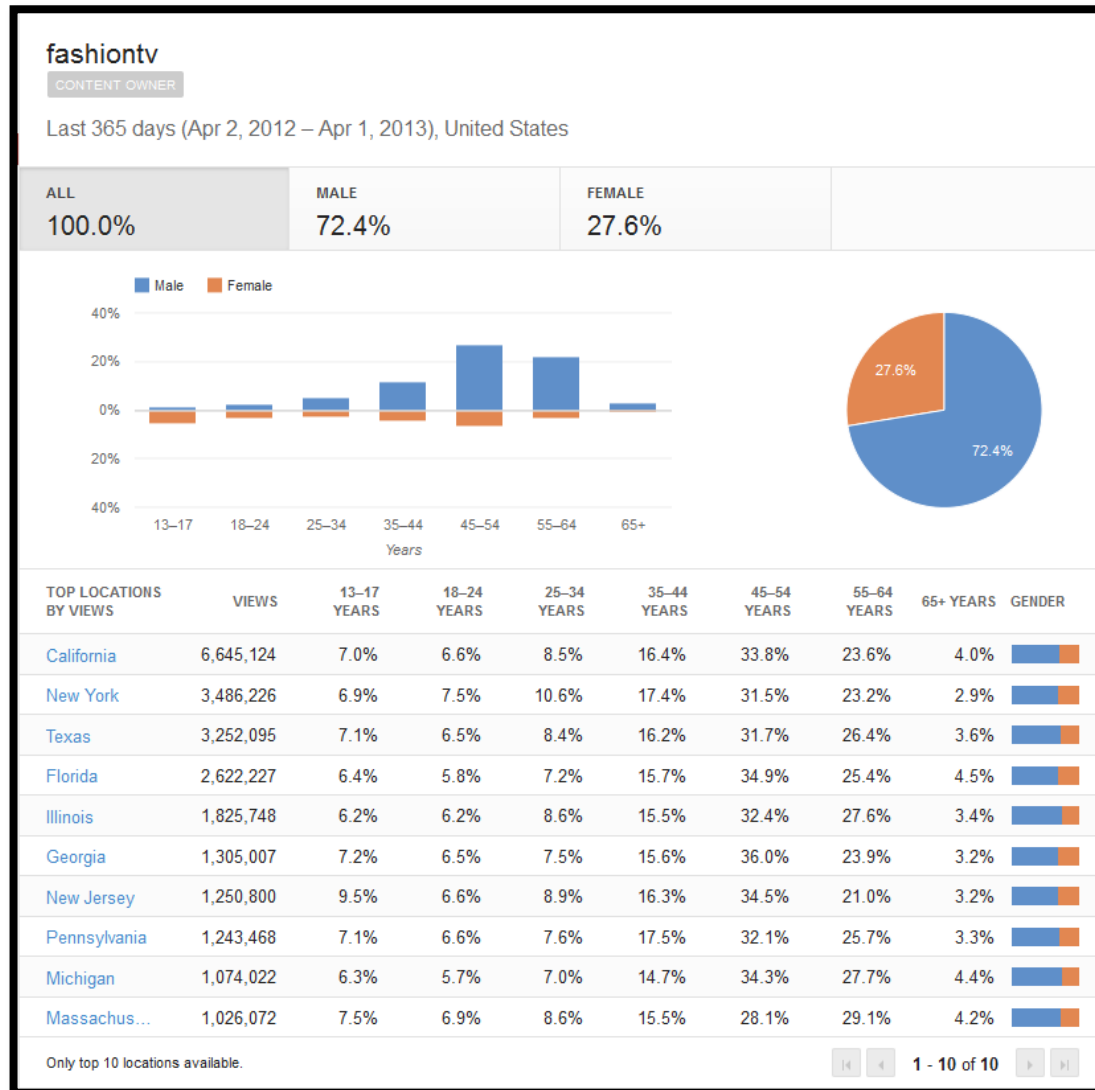 fashiontv
CONTENT OWNER
Last 365 days (Apr 2, 2012 – Apr 1, 2013), United States
ALL MALE FEMALE
100.0% 72.4% 27.6%
Male Female
40%
20%
0%
20%
40%
13–17 18–24 25–34 35–44 45–54 55–64 65+
Years
27.6%
72.4%
TOP LOCATIONS BY VIEWS VIEWS 13–17 YEARS 18–24 YEARS 25–34 YEARS 35–44 YEARS 45–54 YEARS 55–64 YEARS 65+ YEARS GENDER
California 6,645,124 7.0% 6.6% 8.5% 16.4% 33.8% 23.6% 4.0%
New York 3,486,226 6.9% 7.5% 10.6% 17.4% 31.5% 23.2% 2.9%
Texas 3,252,095 7.1% 6.5% 8.4% 16.2% 31.7% 26.4% 3.6%
Florida 2,622,227 6.4% 5.8% 7.2% 15.7% 34.9% 25.4% 4.5%
Illinois 1,825,748 6.2% 6.2% 8.6% 15.5% 32.4% 27.6% 3.4%
Georgia 1,305,007 7.2% 6.5% 7.5% 15.6% 36.0% 23.9% 3.2%
New Jersey 1,250,800 9.5% 6.6% 8.9% 16.3% 34.5% 21.0% 3.2%
Pennsylvania 1,243,468 7.1% 6.6% 7.6% 17.5% 32.1% 25.7% 3.3%
Michigan 1,074,022 6.3% 5.7% 7.0% 14.7% 34.3% 27.7% 4.4%
Massachus... 1,026,072 7.5% 6.9% 8.6% 15.5% 28.1% 29.1% 4.2%
Only top 10 locations available. 1 - 10 of 10